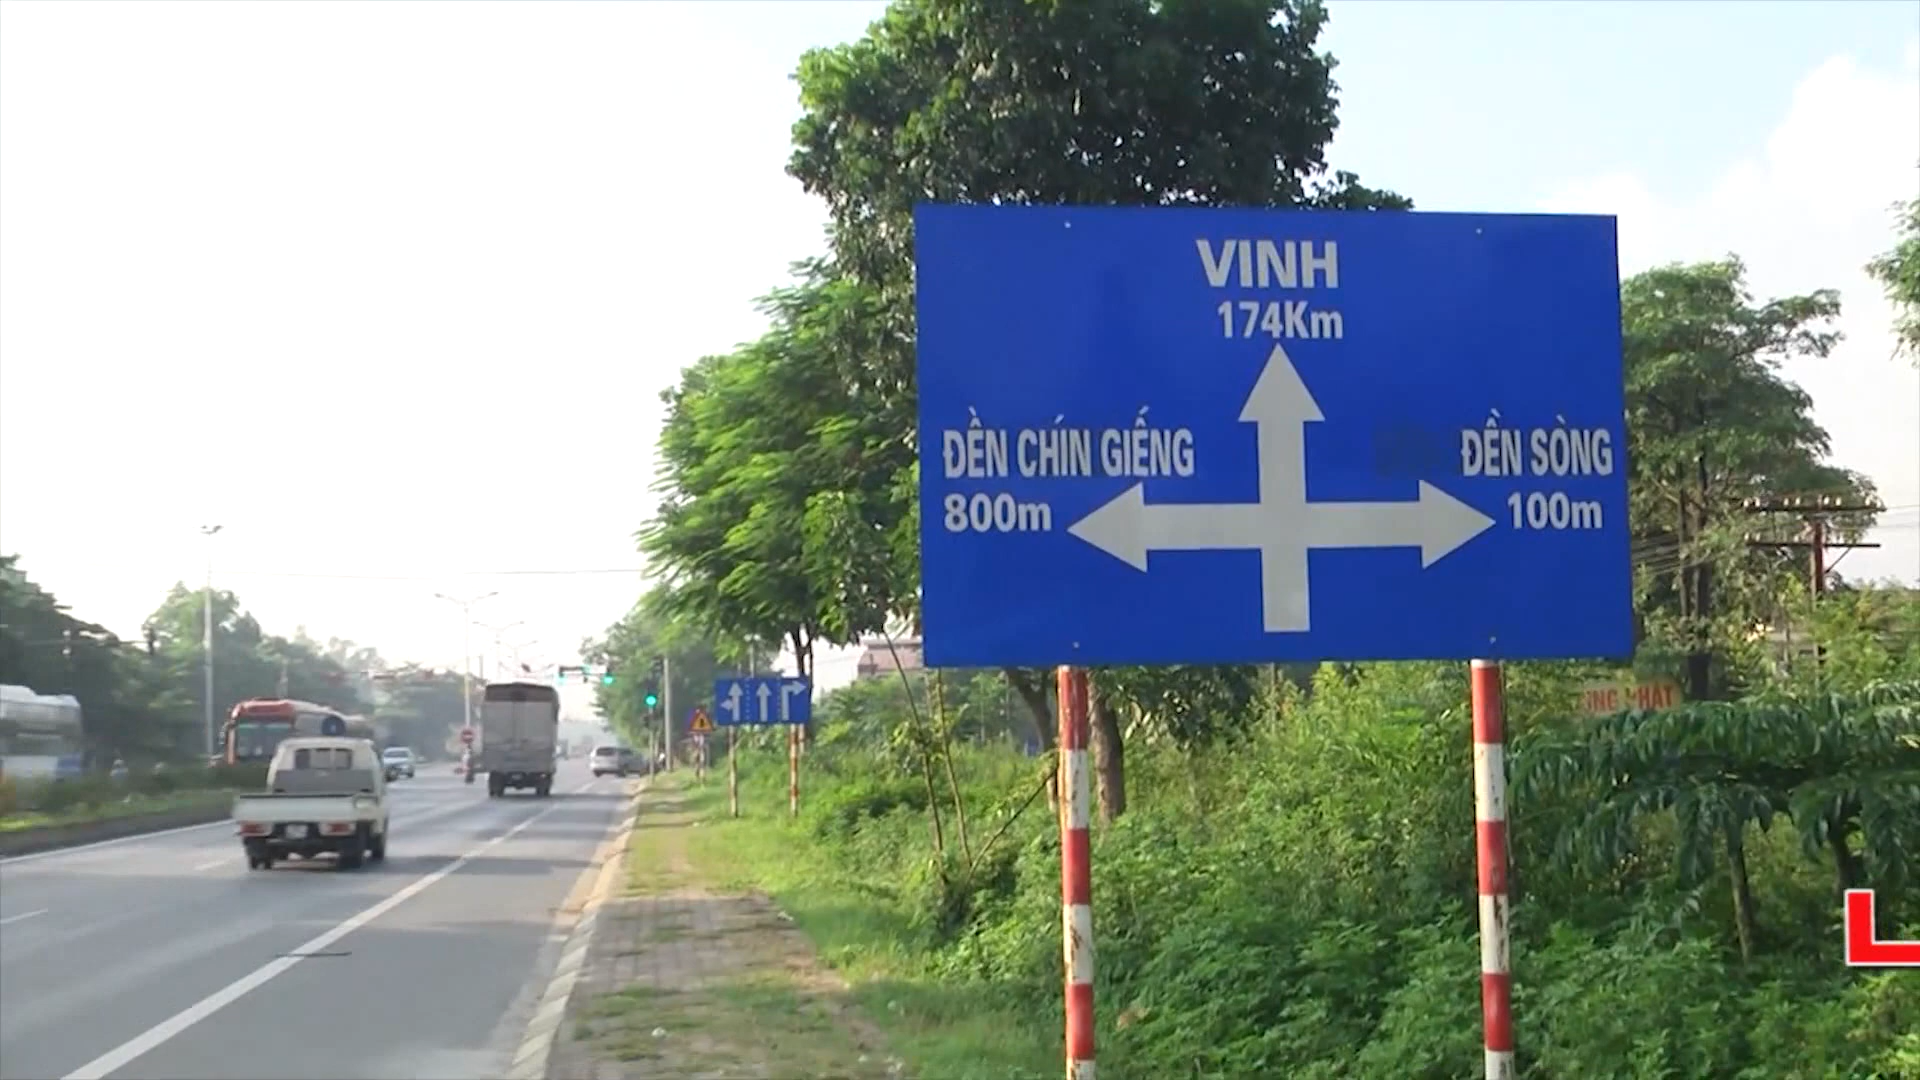 VINH
174Km
ĐỀN CHÍN GIẾNG
800m
ĐỀN SÒNG
100m